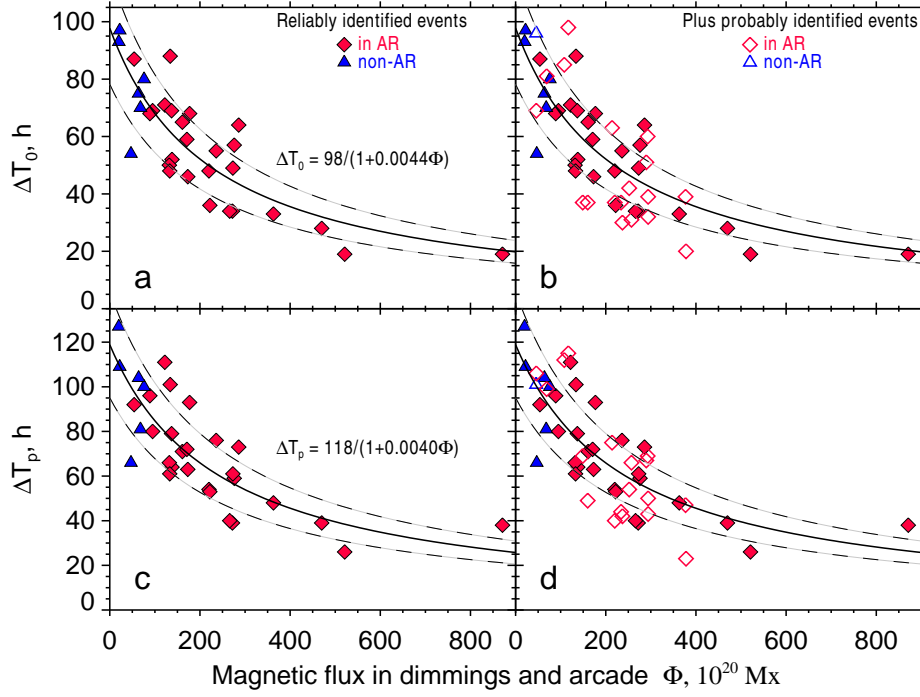 Reliably identified events
in AR
non-AR
Plus probably identified events
in AR
non-AR
100
80
60
40
20
0
ΔT₀, h
ΔT₀ = 98/(1+0.0044Φ)
a
b
120
100
80
60
40
20
0
ΔTₚ, h
ΔTₚ = 118/(1+0.0040Φ)
c
d
0 200 400 600 800 0 200 400 600 800
Magnetic flux in dimmings and arcade Φ, 10²⁰ Mx